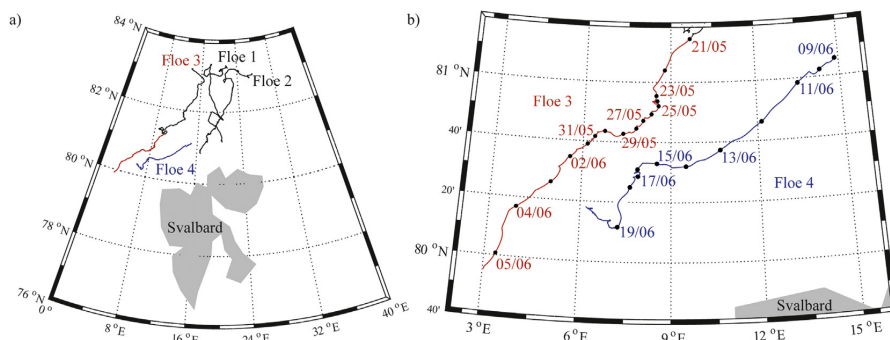 a)
84 °N
82 °N
80 °N
78 °N
76 °N
0°
8 °E
16 °E
24 °E
32 °E
40 °E
Floe 3
Floe 1
Floe 2
Floe 4
Svalbard
b)
81 °N
40'
20'
80 °N
40'
3 °E
6 °E
9 °E
12 °E
15 °E
21/05
09/06
23/05
11/06
Floe 3
27/05
25/05
31/05
29/05
13/06
02/06
15/06
17/06
Floe 4
04/06
19/06
05/06
Svalbard